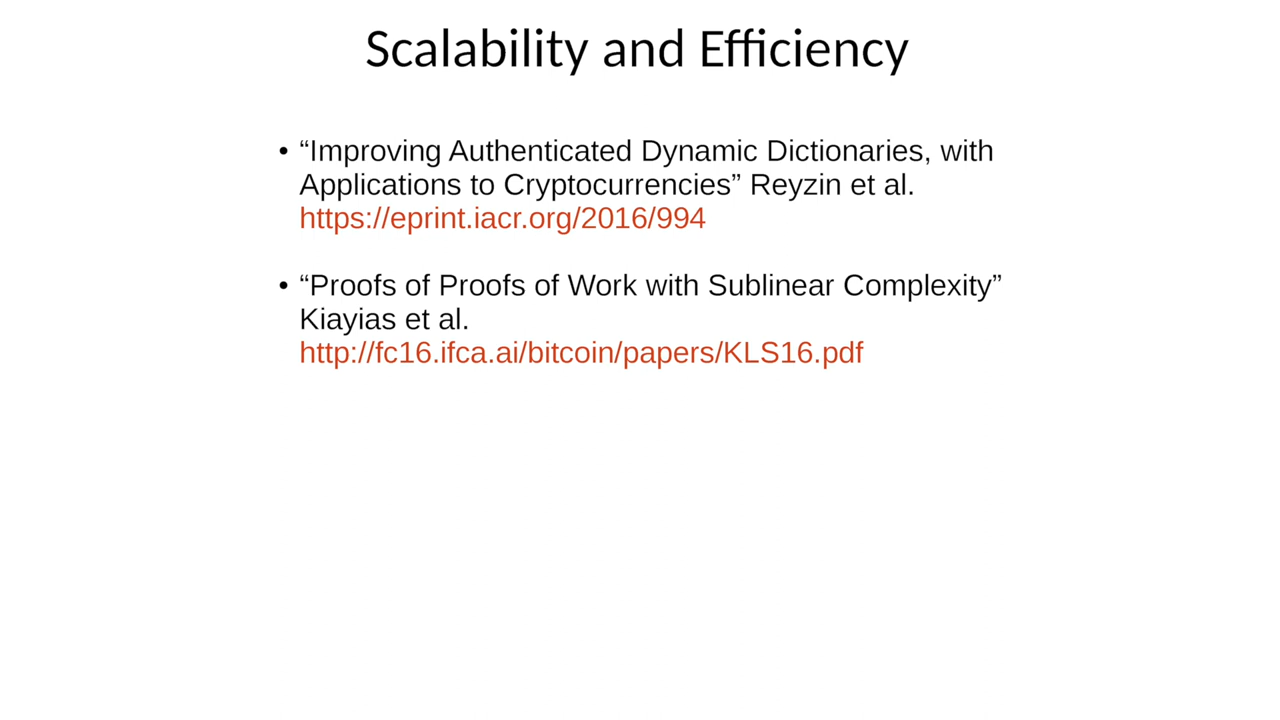 Scalability and Efficiency
• “Improving Authenticated Dynamic Dictionaries, with
Applications to Cryptocurrencies” Reyzin et al.
https://eprint.iacr.org/2016/994
• “Proofs of Proofs of Work with Sublinear Complexity”
Kiayias et al.
http://fc16.ifca.ai/bitcoin/papers/KLS16.pdf